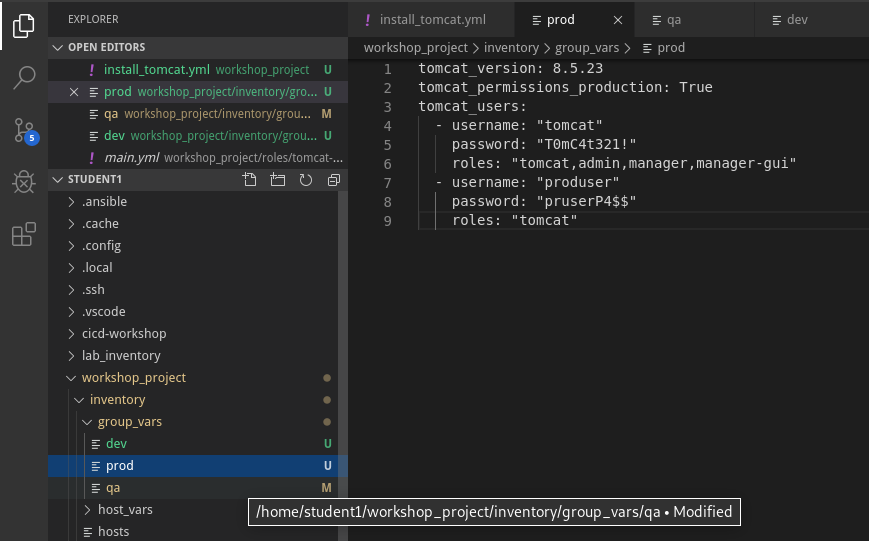 EXPLORER
OPEN EDITORS
! install_tomcat.yml workshop_project U
prod workshop_project/inventory/gro... U
qa workshop_project/inventory/grou... M
dev workshop_project/inventory/grou... U
! main.yml workshop_project/roles/tomcat-...
STUDENT1
.ansible
.cache
.config
.local
.ssh
.vscode
cicd-workshop
lab_inventory
workshop_project
inventory
group_vars
dev U
prod U
qa M
host_vars
hosts
5
! install_tomcat.yml prod qa dev
workshop_project > inventory > group_vars > prod
1 tomcat_version: 8.5.23
2 tomcat_permissions_production: True
3 tomcat_users:
4 - username: "tomcat"
5 password: "T0mC4t321!"
6 roles: "tomcat,admin,manager,manager-gui"
7 - username: "produser"
8 password: "pruserP4$$"
9 roles: "tomcat"
/home/student1/workshop_project/inventory/group_vars/qa • Modified